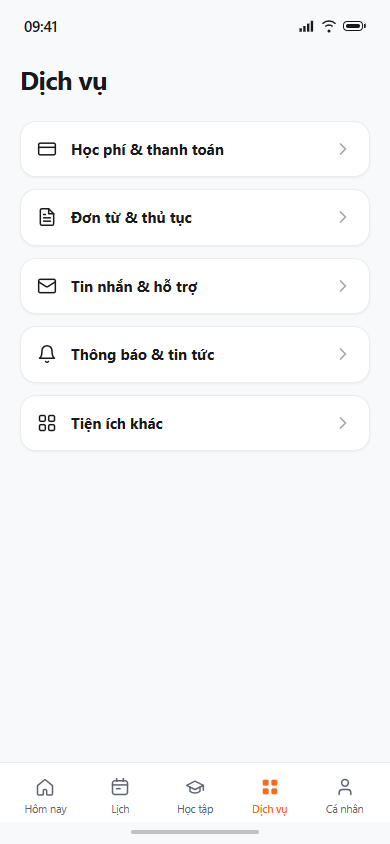 09:41
Dịch vụ
Học phí & thanh toán
Đơn từ & thủ tục
Tin nhắn & hỗ trợ
Thông báo & tin tức
Tiện ích khác
Hôm nay
Lịch
Học tập
Dịch vụ
Cá nhân